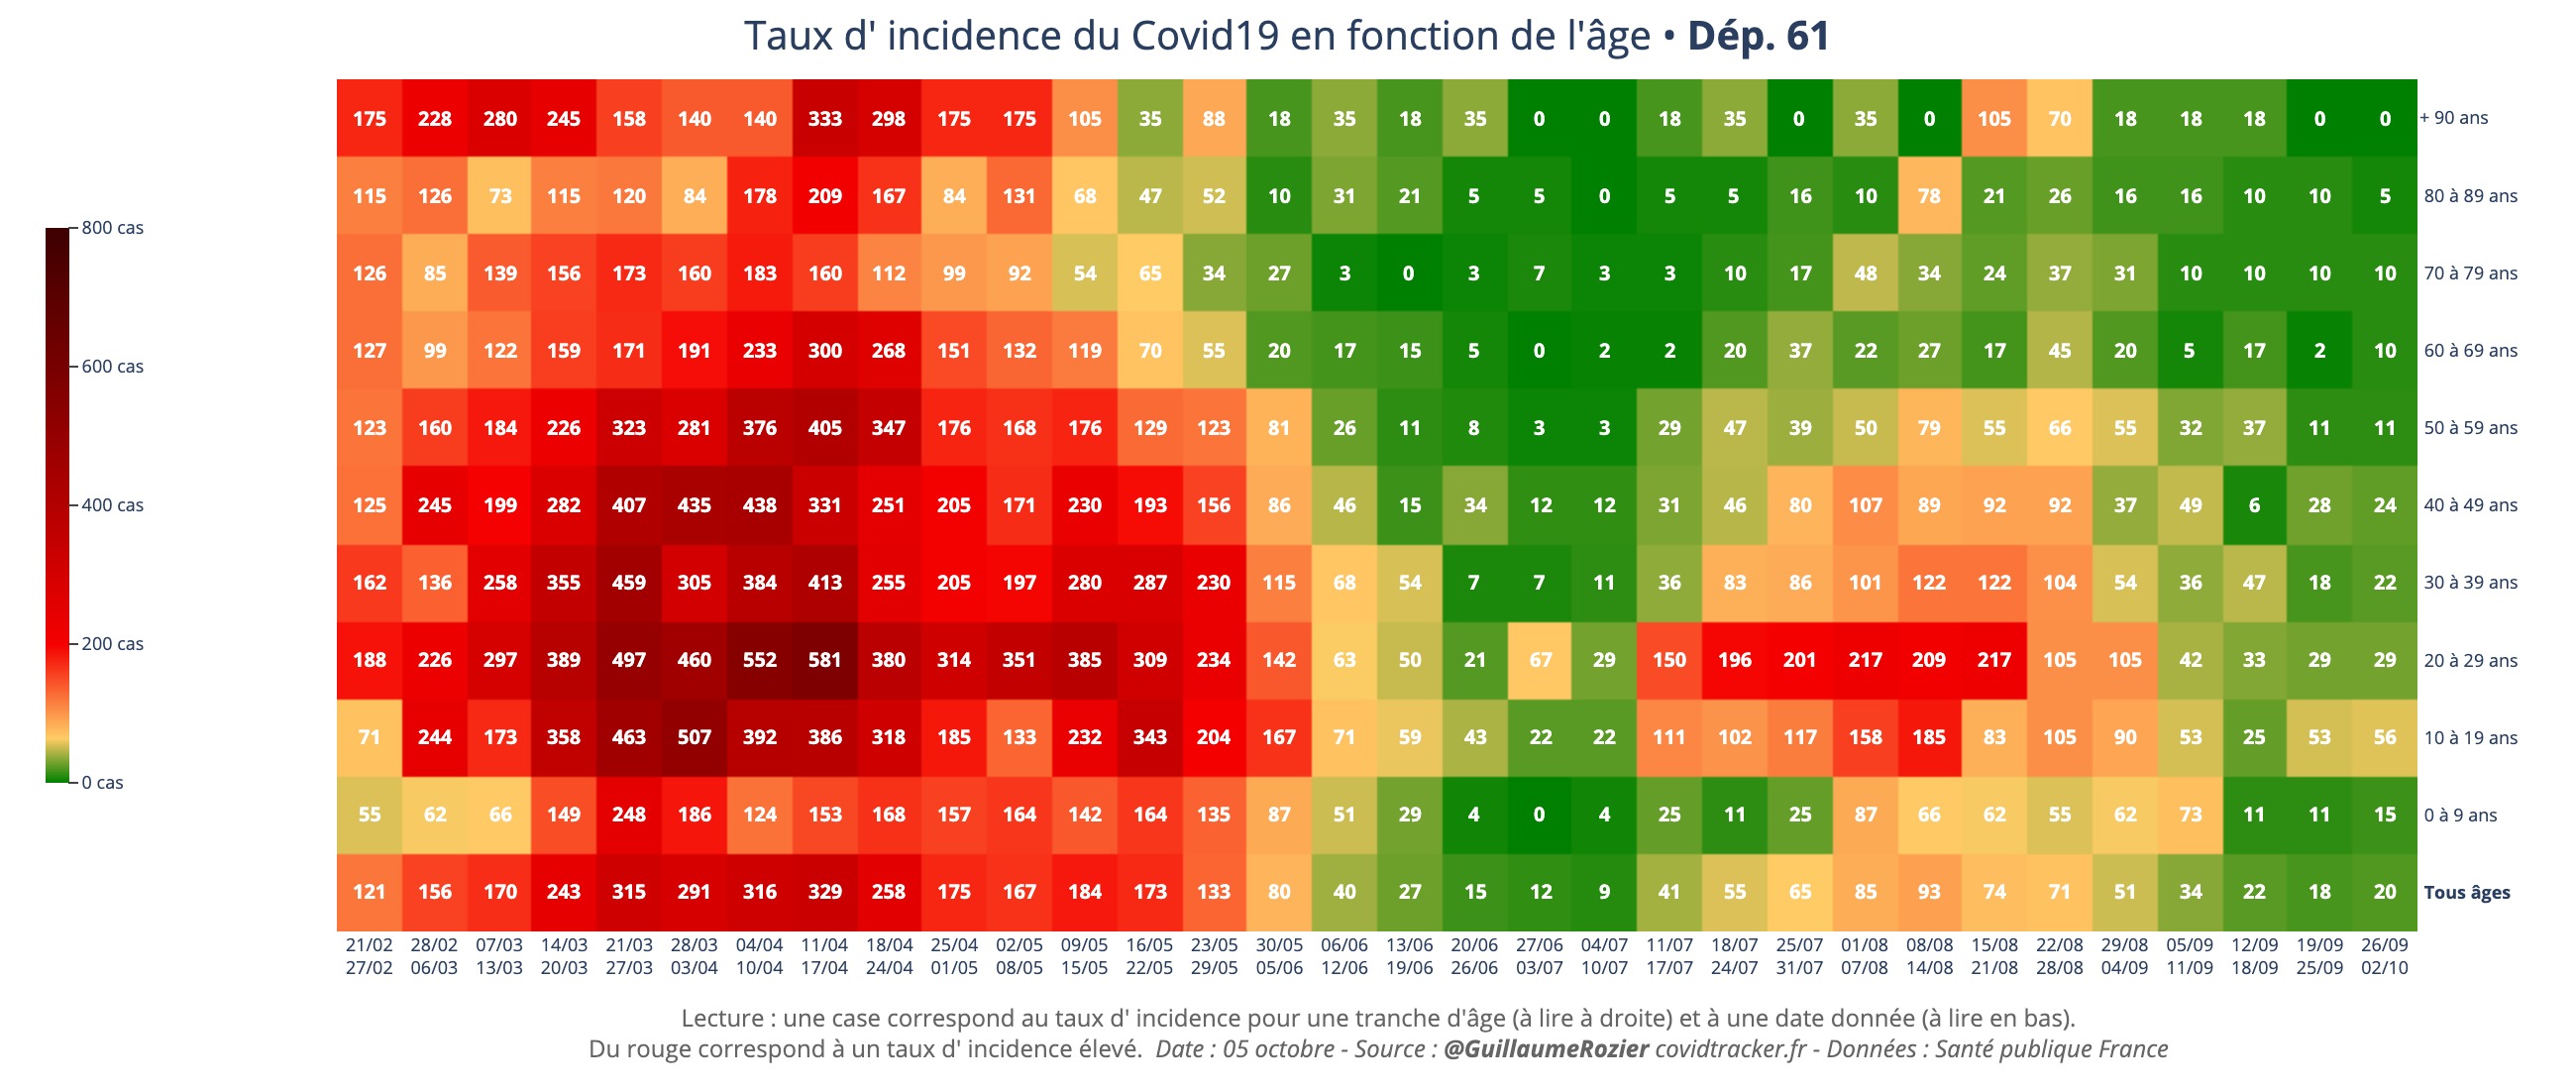 Taux d' incidence du Covid19 en fonction de l'âge • Dép. 61
175 228 280 245 158 140 140 333 298 175 175 105 35 88 18 35 18 35 0 0 18 35 0 35 0 105 70 18 18 18 0 0 + 90 ans
115 126 73 115 120 84 178 209 167 84 131 68 47 52 10 31 21 5 5 0 5 5 16 10 78 21 26 16 16 10 10 5 80 à 89 ans
800 cas
126 85 139 156 173 160 183 160 112 99 92 54 65 34 27 3 0 3 7 3 3 10 17 48 34 24 37 31 10 10 10 10 70 à 79 ans
127 99 122 159 171 191 233 300 268 151 132 119 70 55 20 17 15 5 0 2 2 20 37 22 27 17 45 20 5 17 2 10 60 à 69 ans
600 cas
123 160 184 226 323 281 376 405 347 176 168 176 129 123 81 26 11 8 3 3 29 47 39 50 79 55 66 55 32 37 11 11 50 à 59 ans
400 cas
125 245 199 282 407 435 438 331 251 205 171 230 193 156 86 46 15 34 12 12 31 46 80 107 89 92 92 37 49 6 28 24 40 à 49 ans
162 136 258 355 459 305 384 413 255 205 197 280 287 230 115 68 54 7 7 11 36 83 86 101 122 122 104 54 36 47 18 22 30 à 39 ans
200 cas
188 226 297 389 497 460 552 581 380 314 351 385 309 234 142 63 50 21 67 29 150 196 201 217 209 217 105 105 42 33 29 29 20 à 29 ans
71 244 173 358 463 507 392 386 318 185 133 232 343 204 167 71 59 43 22 22 111 102 117 158 185 83 105 90 53 25 53 56 10 à 19 ans
0 cas
55 62 66 149 248 186 124 153 168 157 164 142 164 135 87 51 29 4 0 4 25 11 25 87 66 62 55 62 73 11 11 15 0 à 9 ans
121 156 170 243 315 291 316 329 258 175 167 184 173 133 80 40 27 15 12 9 41 55 65 85 93 74 71 51 34 22 18 20 Tous âges
21/02 28/02 07/03 14/03 21/03 28/03 04/04 11/04 18/04 25/04 02/05 09/05 16/05 23/05 30/05 06/06 13/06 20/06 27/06 04/07 11/07 18/07 25/07 01/08 08/08 15/08 22/08 29/08 05/09 12/09 19/09 26/09
27/02 06/03 13/03 20/03 27/03 03/04 10/04 17/04 24/04 01/05 08/05 15/05 22/05 29/05 05/06 12/06 19/06 26/06 03/07 10/07 17/07 24/07 31/07 07/08 14/08 21/08 28/08 04/09 11/09 18/09 25/09 02/10
Lecture : une case correspond au taux d' incidence pour une tranche d'âge (à lire à droite) et à une date donnée (à lire en bas).
Du rouge correspond à un taux d' incidence élevé. Date : 05 octobre - Source : @GuillaumeRozier covidtracker.fr - Données : Santé publique France